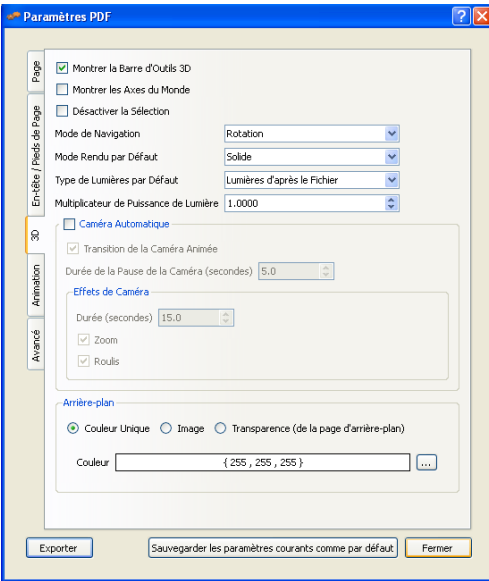 Paramètres PDF
Page
En-tête / Pieds de Page
3D
Animation
Avancé
Montrer la Barre d'Outils 3D
Montrer les Axes du Monde
Désactiver la Sélection
Mode de Navigation Rotation
Mode Rendu par Défaut Solide
Type de Lumières par Défaut Lumières d'après le Fichier
Multiplicateur de Puissance de Lumière 1.0000
Caméra Automatique
Transition de la Caméra Animée
Durée de la Pause de la Caméra (secondes) 5.0
Effets de Caméra
Durée (secondes) 15.0
Zoom
Roulis
Arrière-plan
Couleur Unique Image Transparence (de la page d'arrière-plan)
Couleur { 255 , 255 , 255 } ...
Exporter Sauvegarder les paramètres courants comme par défaut Fermer